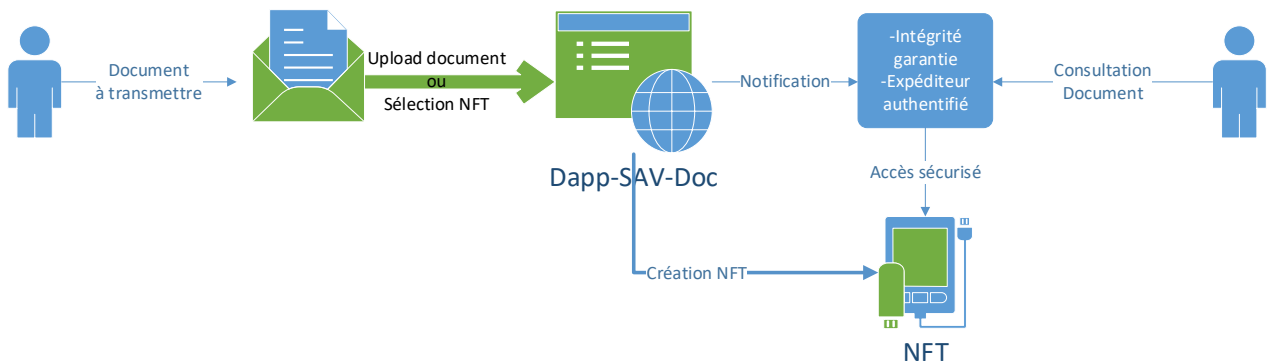 Document
à transmettre
Upload document
ou
Sélection NFT
Dapp-SAV-Doc
Notification
-Intégrité
garantie
-Expéditeur
authentifié
Consultation
Document
Accès sécurisé
Création NFT
NFT